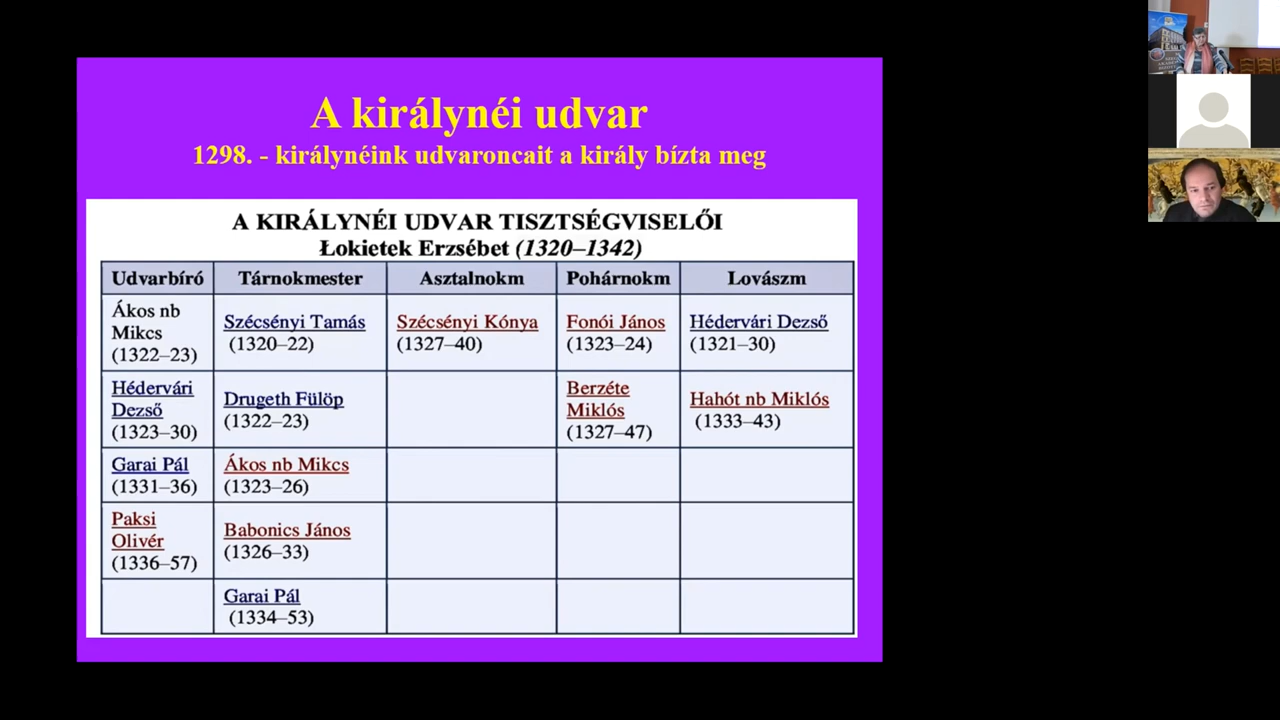 A királynéi udvar
1298. - királynéink udvaroncait a király bízta meg
A KIRÁLYNÉI UDVAR TISZTSÉGVISELŐI
Łokietek Erzsébet (1320–1342)
Udvarbíró Tárnokmester Asztalnokm Pohárnokm Lovászm
Ákos nb
Mikcs
(1322–23)
Szécsényi Tamás
(1320–22)
Szécsényi Kónya
(1327–40)
Fonói János
(1323–24)
Hédervári Dezső
(1321–30)
Hédervári
Dezső
(1323–30)
Drugeth Fülöp
(1322–23)
Berzéte
Miklós
(1327–47)
Hahót nb Miklós
(1333–43)
Garai Pál
(1331–36)
Ákos nb Mikcs
(1323–26)
Paksi
Olivér
(1336–57)
Babonics János
(1326–33)
Garai Pál
(1334–53)